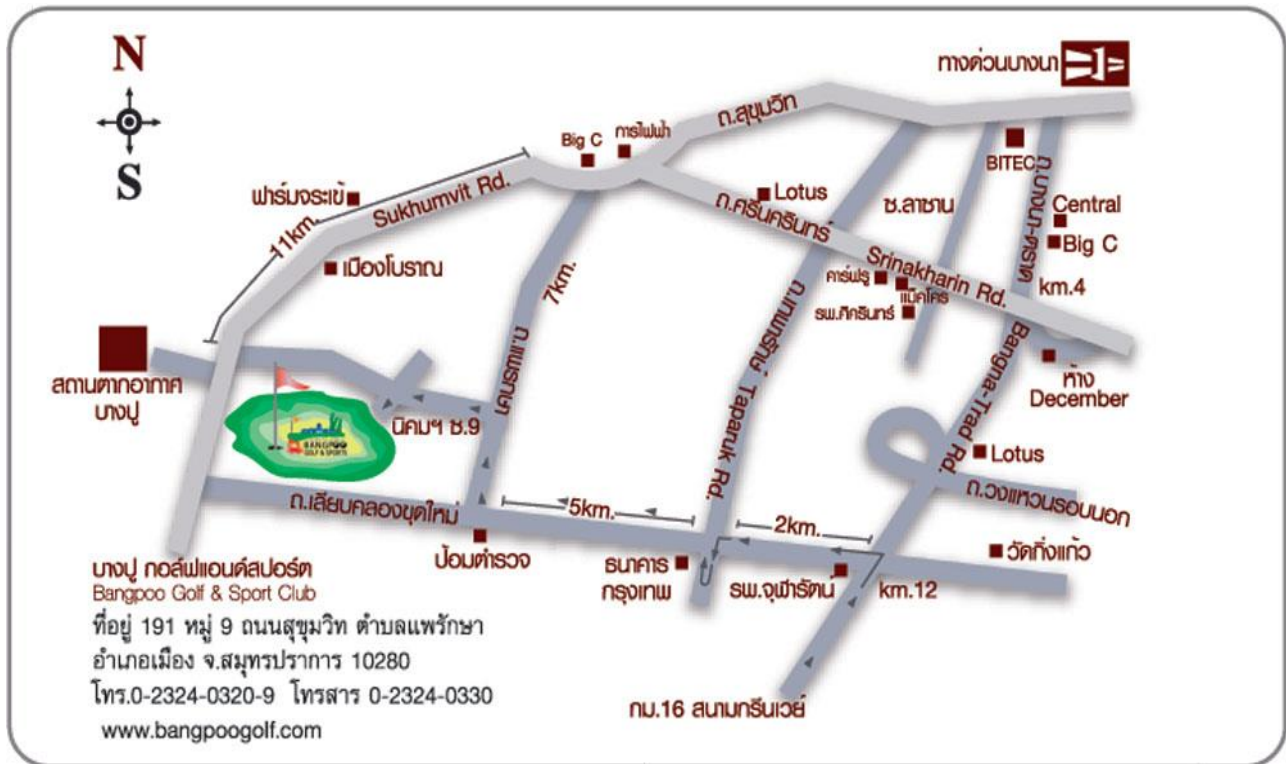 N
S
ทางด่วนบางนา
ถ.สุขุมวิท
Big C
การไฟฟ้า
BITEC
ถ.บางนา-ตราด
ฟาร์มจระเข้
Sukhumvit Rd.
11km.
Lotus
ถ.ศรีนครินทร์
ซ.ลาซาน
Central
Big C
เมืองโบราณ
7km.
ถ.เทพารักษ์
Srinakharin Rd.
คาร์ฟรู
แม็คโคร
รพ.ศิครินทร์
km.4
สถานตากอากาศ
บางปู
BANGPOO
GOLF & SPORTS
นิคมฯ ซ.9
ถ.แพรกษา
Taparuk Rd.
Bangna-Trad Rd.
ห้าง
December
Lotus
ถ.วงแหวนรอบนอก
ถ.เลียบคลองขุดใหม่
5km.
2km.
ป้อมตำรวจ
ธนาคาร
กรุงเทพ
รพ.จุฬารัตน์
km.12
วัดกิ่งแก้ว
บางปู กอล์ฟแอนด์สปอร์ต
Bangpoo Golf & Sport Club
ที่อยู่ 191 หมู่ 9 ถนนสุขุมวิท ตำบลแพรักษา
อำเภอเมือง จ.สมุทรปราการ 10280
โทร.0-2324-0320-9 โทรสาร 0-2324-0330
www.bangpoogolf.com
กม.16 สนามกรีนเวย์